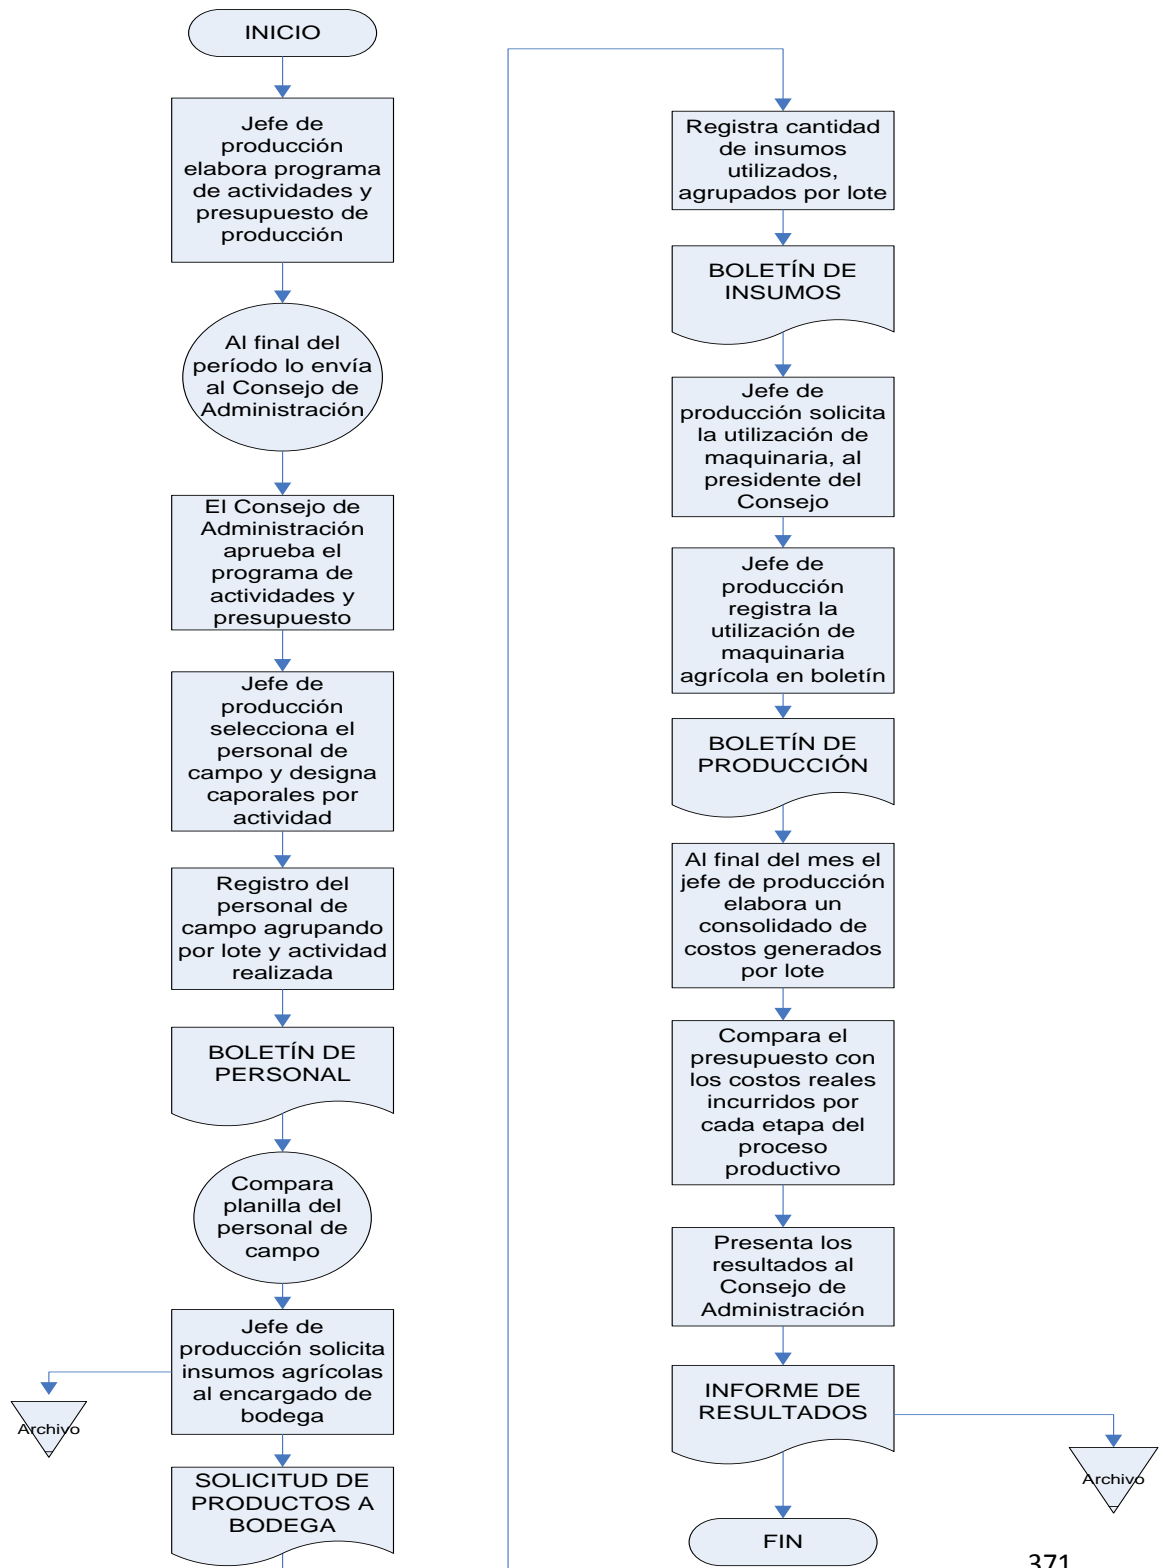 INICIO
Jefe de
producción
elabora programa
de actividades y
presupuesto de
producción
Al final del
período lo envía
al Consejo de
Administración
El Consejo de
Administración
aprueba el
programa de
actividades y
presupuesto
Jefe de
producción
selecciona el
personal de
campo y designa
caporales por
actividad
Registro del
personal de
campo agrupando
por lote y actividad
realizada
BOLETÍN DE
PERSONAL
Compara
planilla del
personal de
campo
Jefe de
producción solicita
insumos agrícolas
al encargado de
bodega
Archivo
SOLICITUD DE
PRODUCTOS A
BODEGA
Registra cantidad
de insumos
utilizados,
agrupados por lote
BOLETÍN DE
INSUMOS
Jefe de
producción solicita
la utilización de
maquinaria, al
presidente del
Consejo
Jefe de
producción
registra la
utilización de
maquinaria
agrícola en boletín
BOLETÍN DE
PRODUCCIÓN
Al final del mes el
jefe de producción
elabora un
consolidado de
costos generados
por lote
Compara el
presupuesto con
los costos reales
incurridos por
cada etapa del
proceso
productivo
Presenta los
resultados al
Consejo de
Administración
INFORME DE
RESULTADOS
Archivo
FIN
371